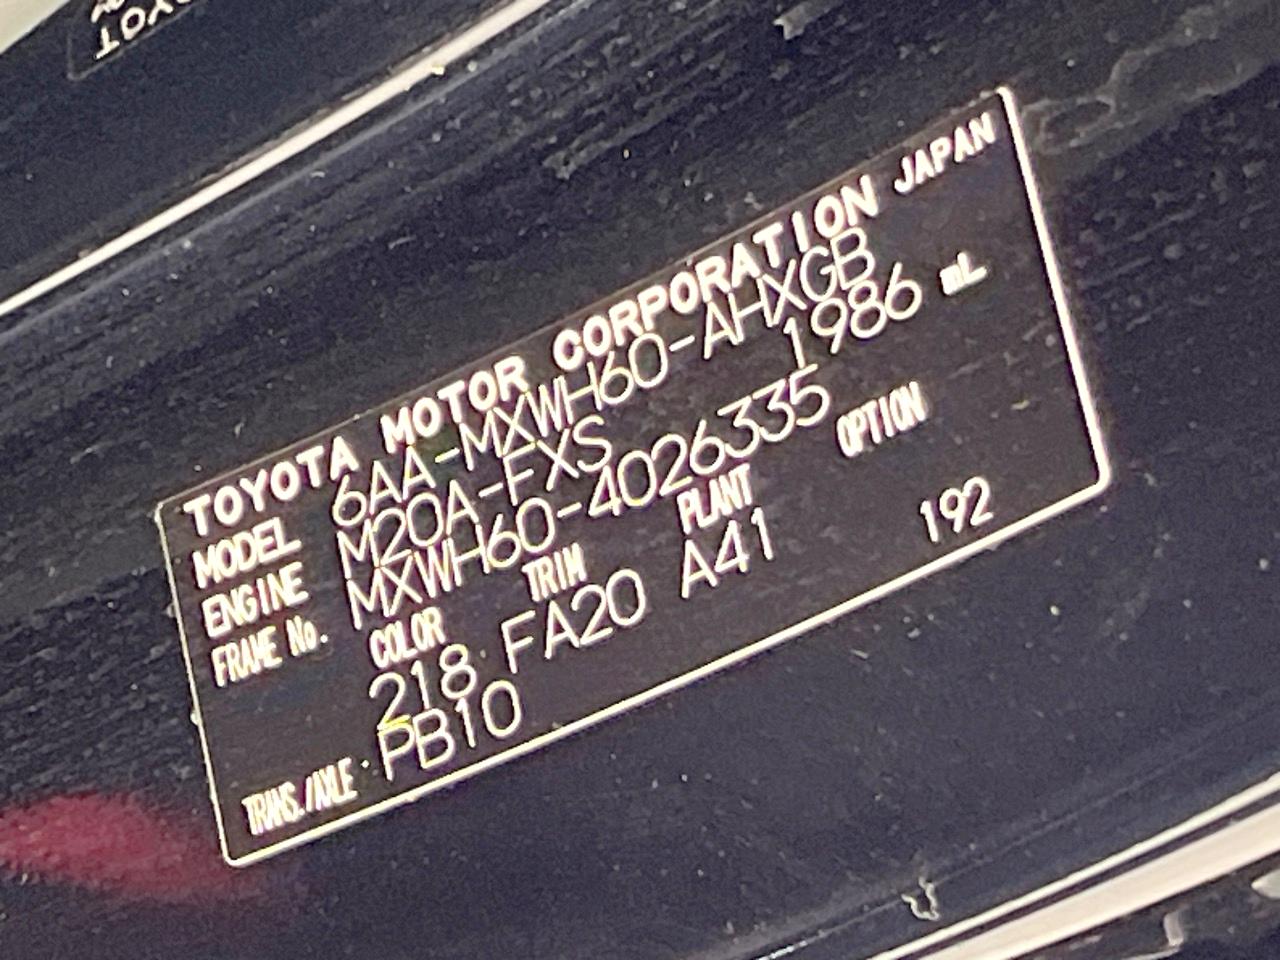 TOYOTA MOTOR CORPORATION JAPAN
MODEL 6AA-MXWH60-AHXGB
ENGINE M20A-FXS 1986 mL
FRAME No. MXWH60-4026335
COLOR TRIM PLANT OPTION
218 FA20 A41 192
TRANS./AXLE PB10